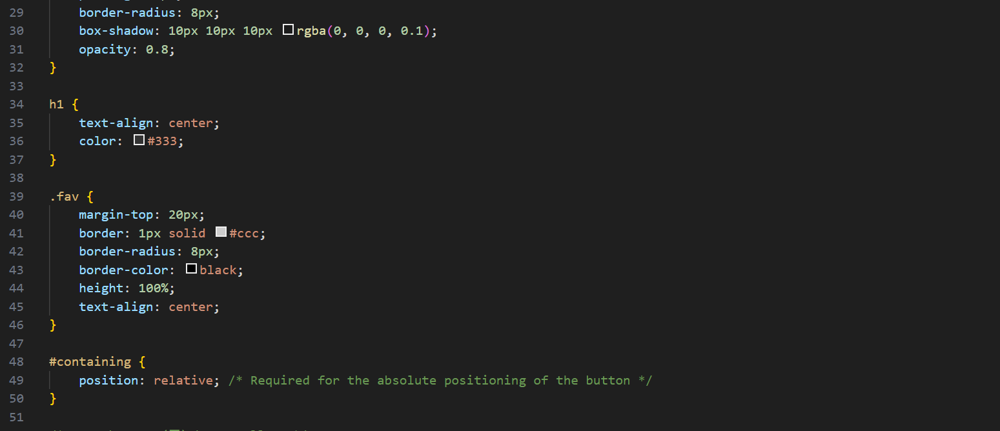 29 border-radius: 8px;
30 box-shadow: 10px 10px 10px rgba(0, 0, 0, 0.1);
31 opacity: 0.8;
32 }
33
34 h1 {
35 text-align: center;
36 color: #333;
37 }
38
39 .fav {
40 margin-top: 20px;
41 border: 1px solid #ccc;
42 border-radius: 8px;
43 border-color: black;
44 height: 100%;
45 text-align: center;
46 }
47
48 #containing {
49 position: relative; /* Required for the absolute positioning of the button */
50 }
51